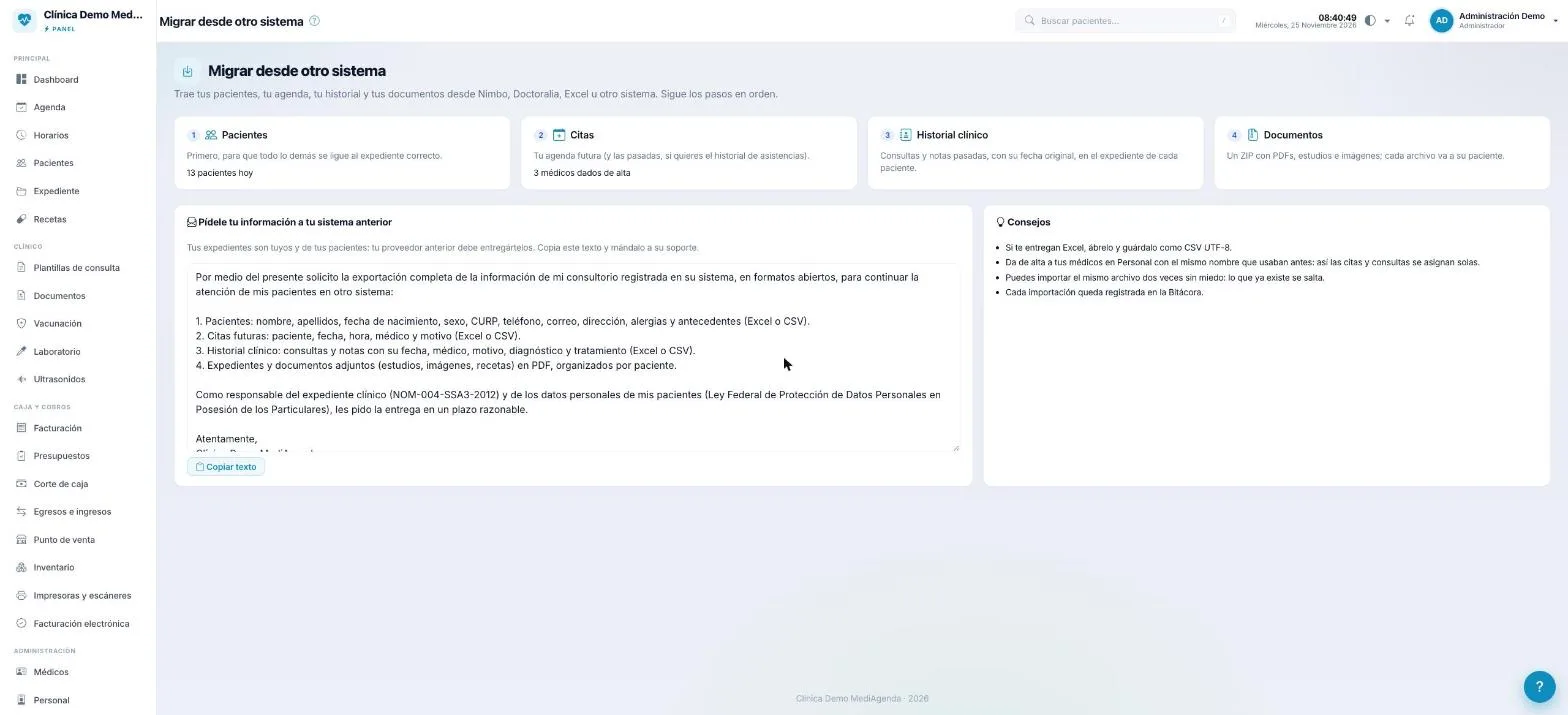 Clínica Demo Med...
PANEL
Migrar desde otro sistema
?
Buscar pacientes...
/
08:40:49
Miércoles, 25 Noviembre 2026
AD
Administración Demo
Administrador
PRINCIPAL
Dashboard
Agenda
Horarios
Pacientes
Expediente
Recetas
CLÍNICO
Plantillas de consulta
Documentos
Vacunación
Laboratorio
Ultrasonidos
CAJA Y COBROS
Facturación
Presupuestos
Corte de caja
Egresos e ingresos
Punto de venta
Inventario
Impresoras y escáneres
Facturación electrónica
ADMINISTRACIÓN
Médicos
Personal
Migrar desde otro sistema
Trae tus pacientes, tu agenda, tu historial y tus documentos desde Nimbo, Doctoralia, Excel u otro sistema. Sigue los pasos en orden.
1 Pacientes
Primero, para que todo lo demás se ligue al expediente correcto.
13 pacientes hoy
2 Citas
Tu agenda futura (y las pasadas, si quieres el historial de asistencias).
3 médicos dados de alta
3 Historial clínico
Consultas y notas pasadas, con su fecha original, en el expediente de cada
paciente.
4 Documentos
Un ZIP con PDFs, estudios e imágenes; cada archivo va a su paciente.
Pídele tu información a tu sistema anterior
Tus expedientes son tuyos y de tus pacientes: tu proveedor anterior debe entregártelos. Copia este texto y mándalo a su soporte.
Por medio del presente solicito la exportación completa de la información de mi consultorio registrada en su sistema, en formatos abiertos, para continuar la
atención de mis pacientes en otro sistema:
1. Pacientes: nombre, apellidos, fecha de nacimiento, sexo, CURP, teléfono, correo, dirección, alergias y antecedentes (Excel o CSV).
2. Citas futuras: paciente, fecha, hora, médico y motivo (Excel o CSV).
3. Historial clínico: consultas y notas con su fecha, médico, motivo, diagnóstico y tratamiento (Excel o CSV).
4. Expedientes y documentos adjuntos (estudios, imágenes, recetas) en PDF, organizados por paciente.
Como responsable del expediente clínico (NOM-004-SSA3-2012) y de los datos personales de mis pacientes (Ley Federal de Protección de Datos Personales en
Posesión de los Particulares), les pido la entrega en un plazo razonable.
Atentamente,
Copiar texto
Consejos
• Si te entregan Excel, ábrelo y guárdalo como CSV UTF-8.
• Da de alta a tus médicos en Personal con el mismo nombre que usaban antes: así las citas y consultas se asignan solas.
• Puedes importar el mismo archivo dos veces sin miedo: lo que ya existe se salta.
• Cada importación queda registrada en la Bitácora.
Clínica Demo MediAgenda · 2026
?